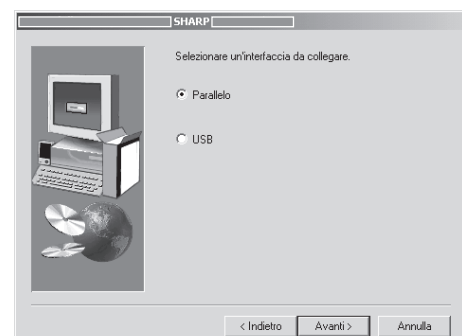 SHARP
Selezionare un'interfaccia da collegare.
Parallelo
USB
< Indietro
Avanti >
Annulla